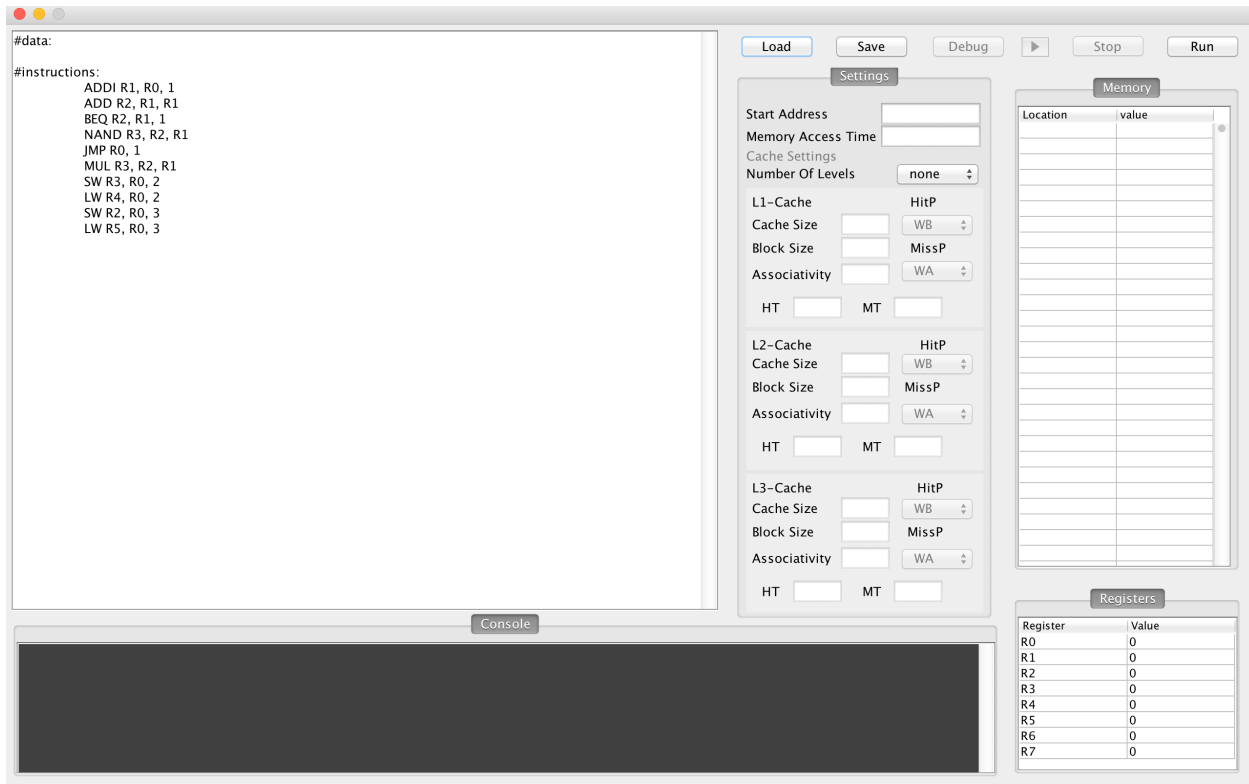 #data:
#instructions:
ADDI R1, R0, 1
ADD R2, R1, R1
BEQ R2, R1, 1
NAND R3, R2, R1
JMP R0, 1
MUL R3, R2, R1
SW R3, R0, 2
LW R4, R0, 2
SW R2, R0, 3
LW R5, R0, 3
Load Save Debug Stop Run
Settings
Start Address
Memory Access Time
Cache Settings
Number Of Levels none
L1-Cache HitP
Cache Size WB
Block Size MissP
Associativity WA
HT MT
L2-Cache HitP
Cache Size WB
Block Size MissP
Associativity WA
HT MT
L3-Cache HitP
Cache Size WB
Block Size MissP
Associativity WA
HT MT
Memory
Location value
Console
Registers
Register Value
R0 0
R1 0
R2 0
R3 0
R4 0
R5 0
R6 0
R7 0